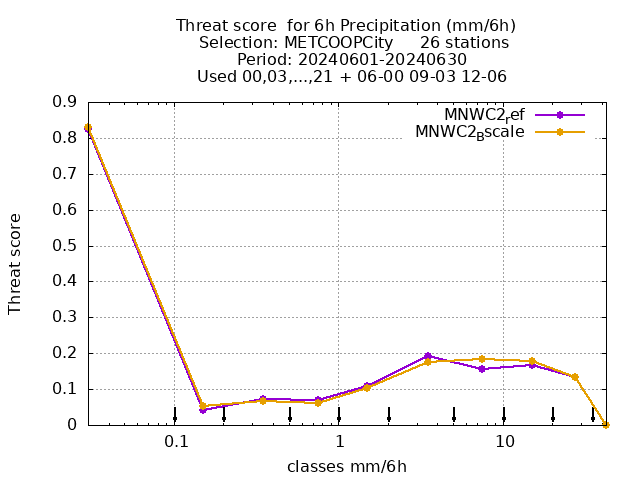 Threat score  for 6h Precipitation (mm/6h)
Selection: METCOOPCity     26 stations
Period: 20240601-20240630
Used 00,03,...,21 + 06-00 09-03 12-06
MNWC2ref
MNWC2Bscale
0.9
0.8
0.7
0.6
0.5
0.4
0.3
0.2
0.1
0
Threat score
0.1 1 10
classes mm/6h